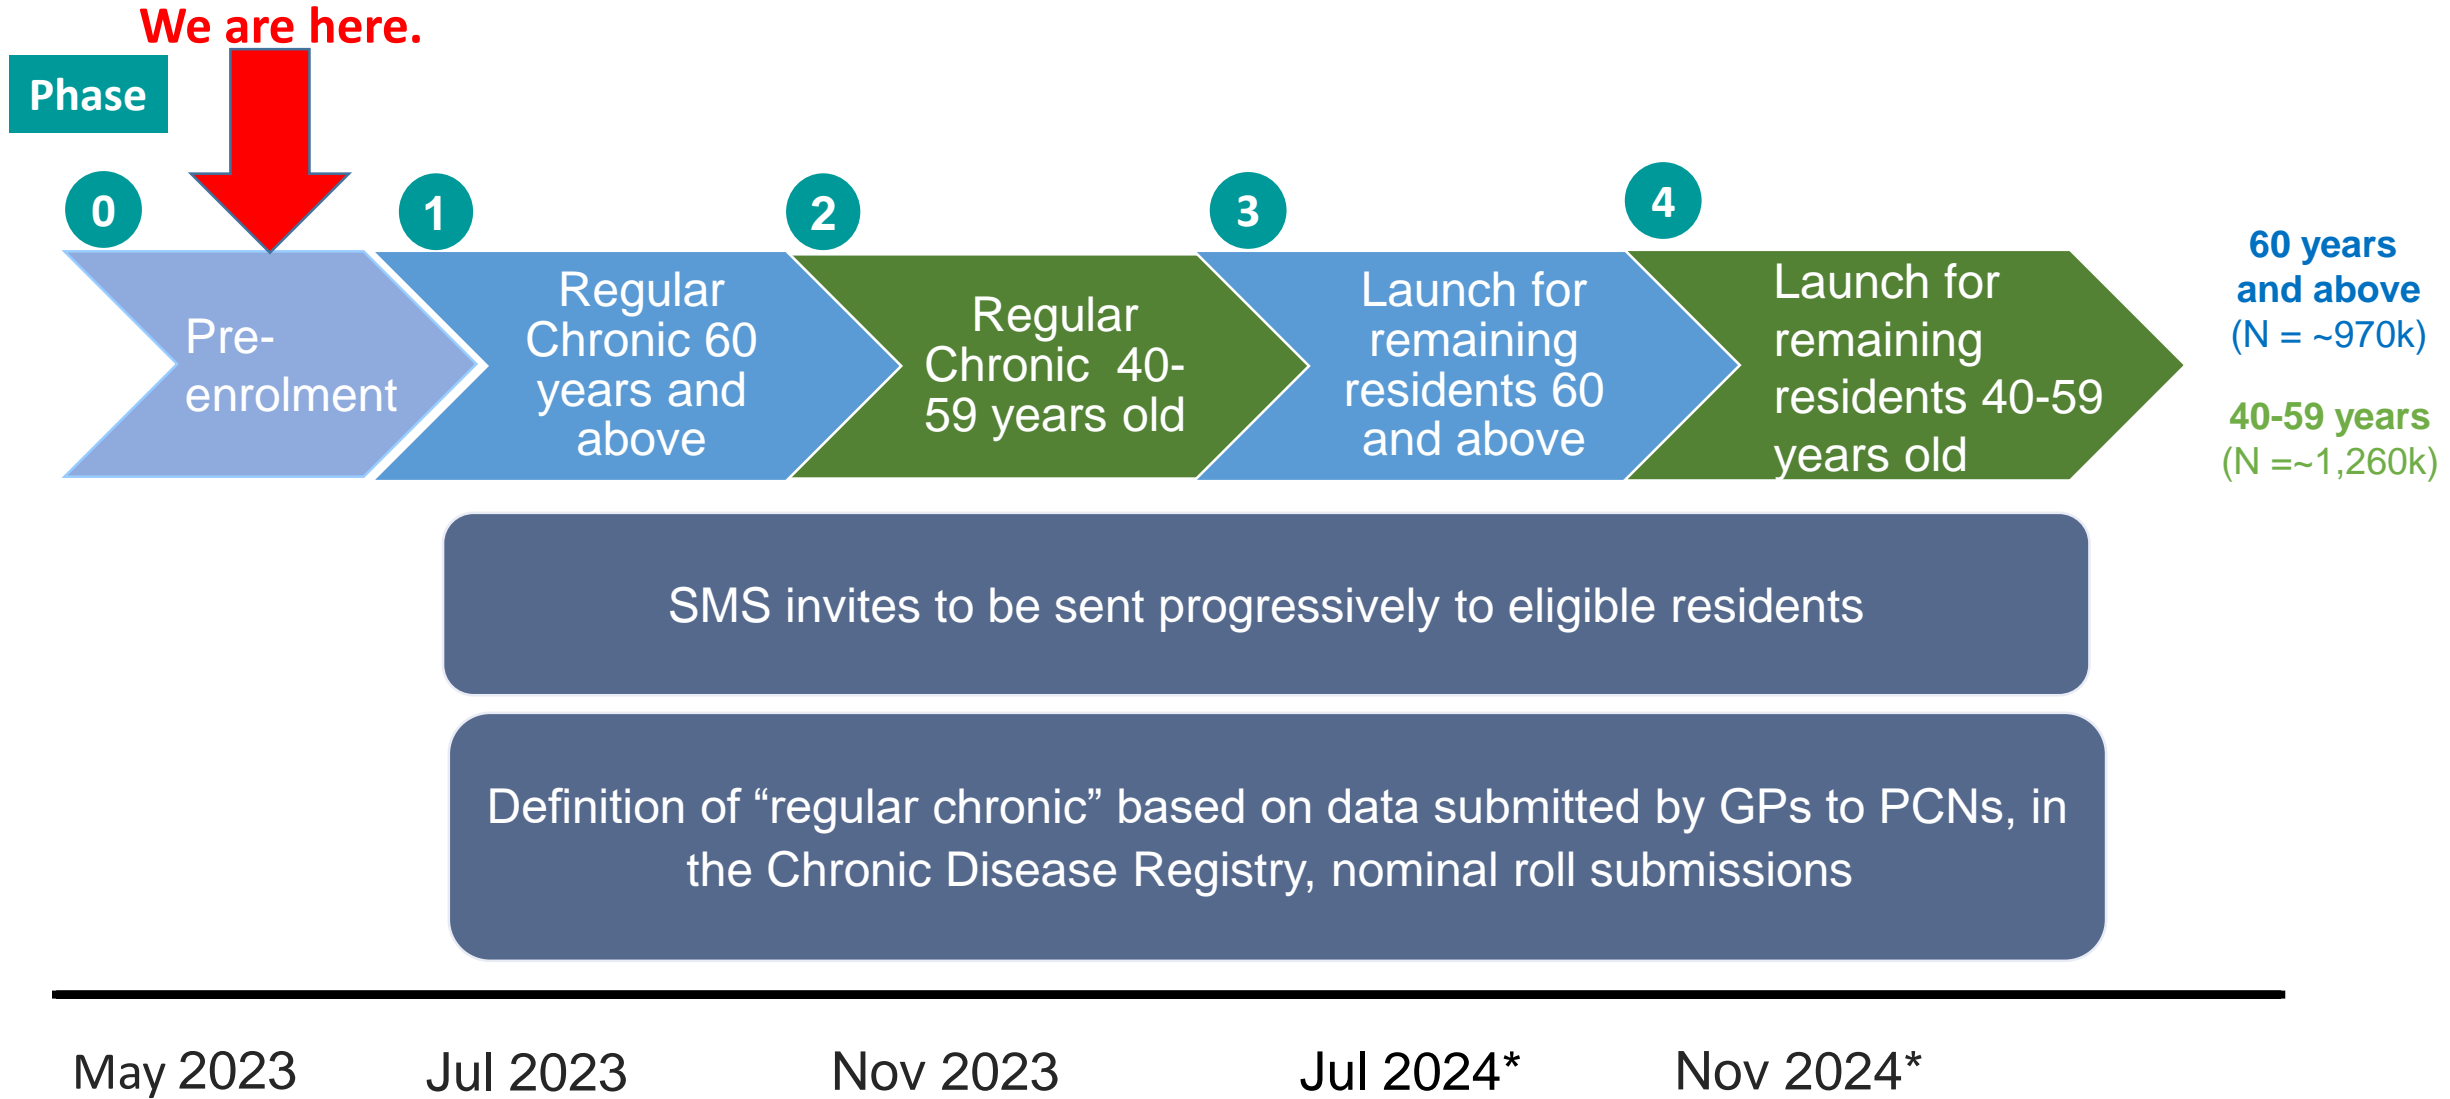 We are here.
Phase
0
1
2
3
4
Pre-
enrolment
Regular
Chronic 60
years and
above
Regular
Chronic 40-
59 years old
Launch for
remaining
residents 60
and above
Launch for
remaining
residents 40-59
years old
60 years
and above
(N = ~970k)
40-59 years
(N =~1,260k)
SMS invites to be sent progressively to eligible residents
Definition of “regular chronic” based on data submitted by GPs to PCNs, in
the Chronic Disease Registry, nominal roll submissions
May 2023
Jul 2023
Nov 2023
Jul 2024*
Nov 2024*